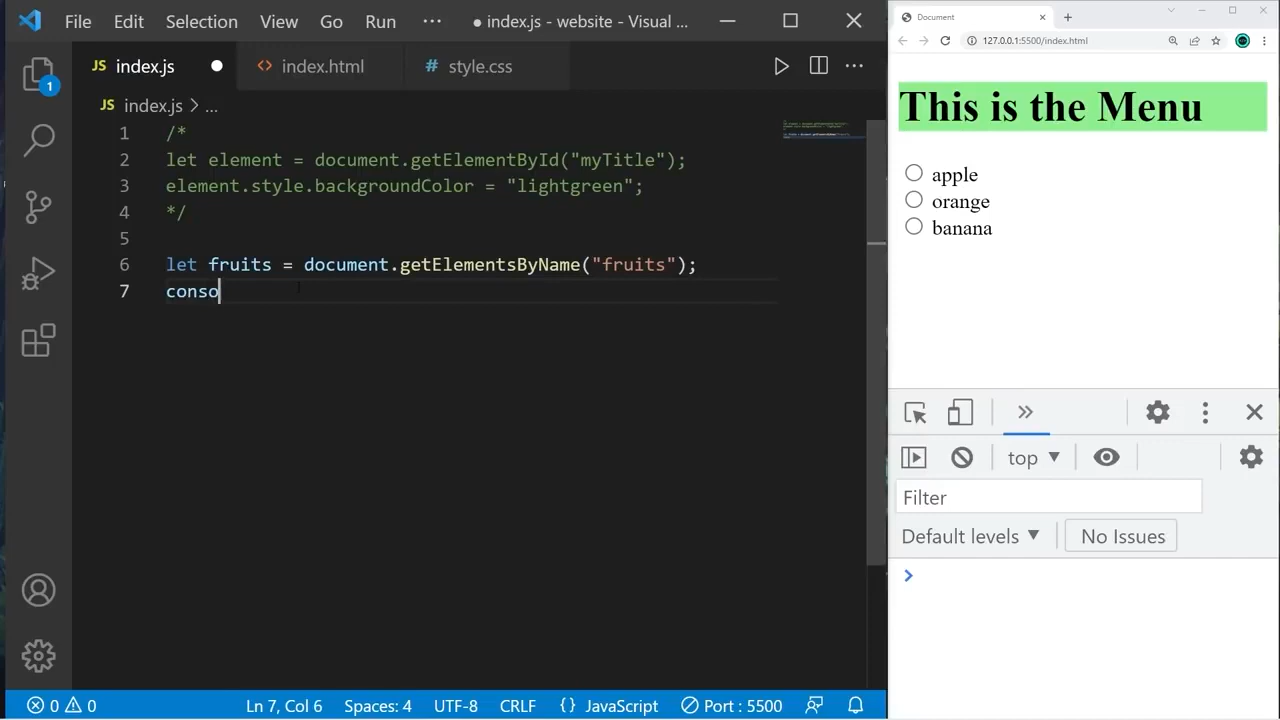 File Edit Selection View Go Run ··· ● index.js - website - Visual ...
JS index.js ● <> index.html # style.css
JS index.js > ...
1 /*
2 let element = document.getElementById("myTitle");
3 element.style.backgroundColor = "lightgreen";
4 */
5
6 let fruits = document.getElementsByName("fruits");
7 conso
1
0 0 Ln 7, Col 6 Spaces: 4 UTF-8 CRLF {} JavaScript Port : 5500
Document
127.0.0.1:5500/index.html
This is the Menu
apple
orange
banana
top
Filter
Default levels No Issues